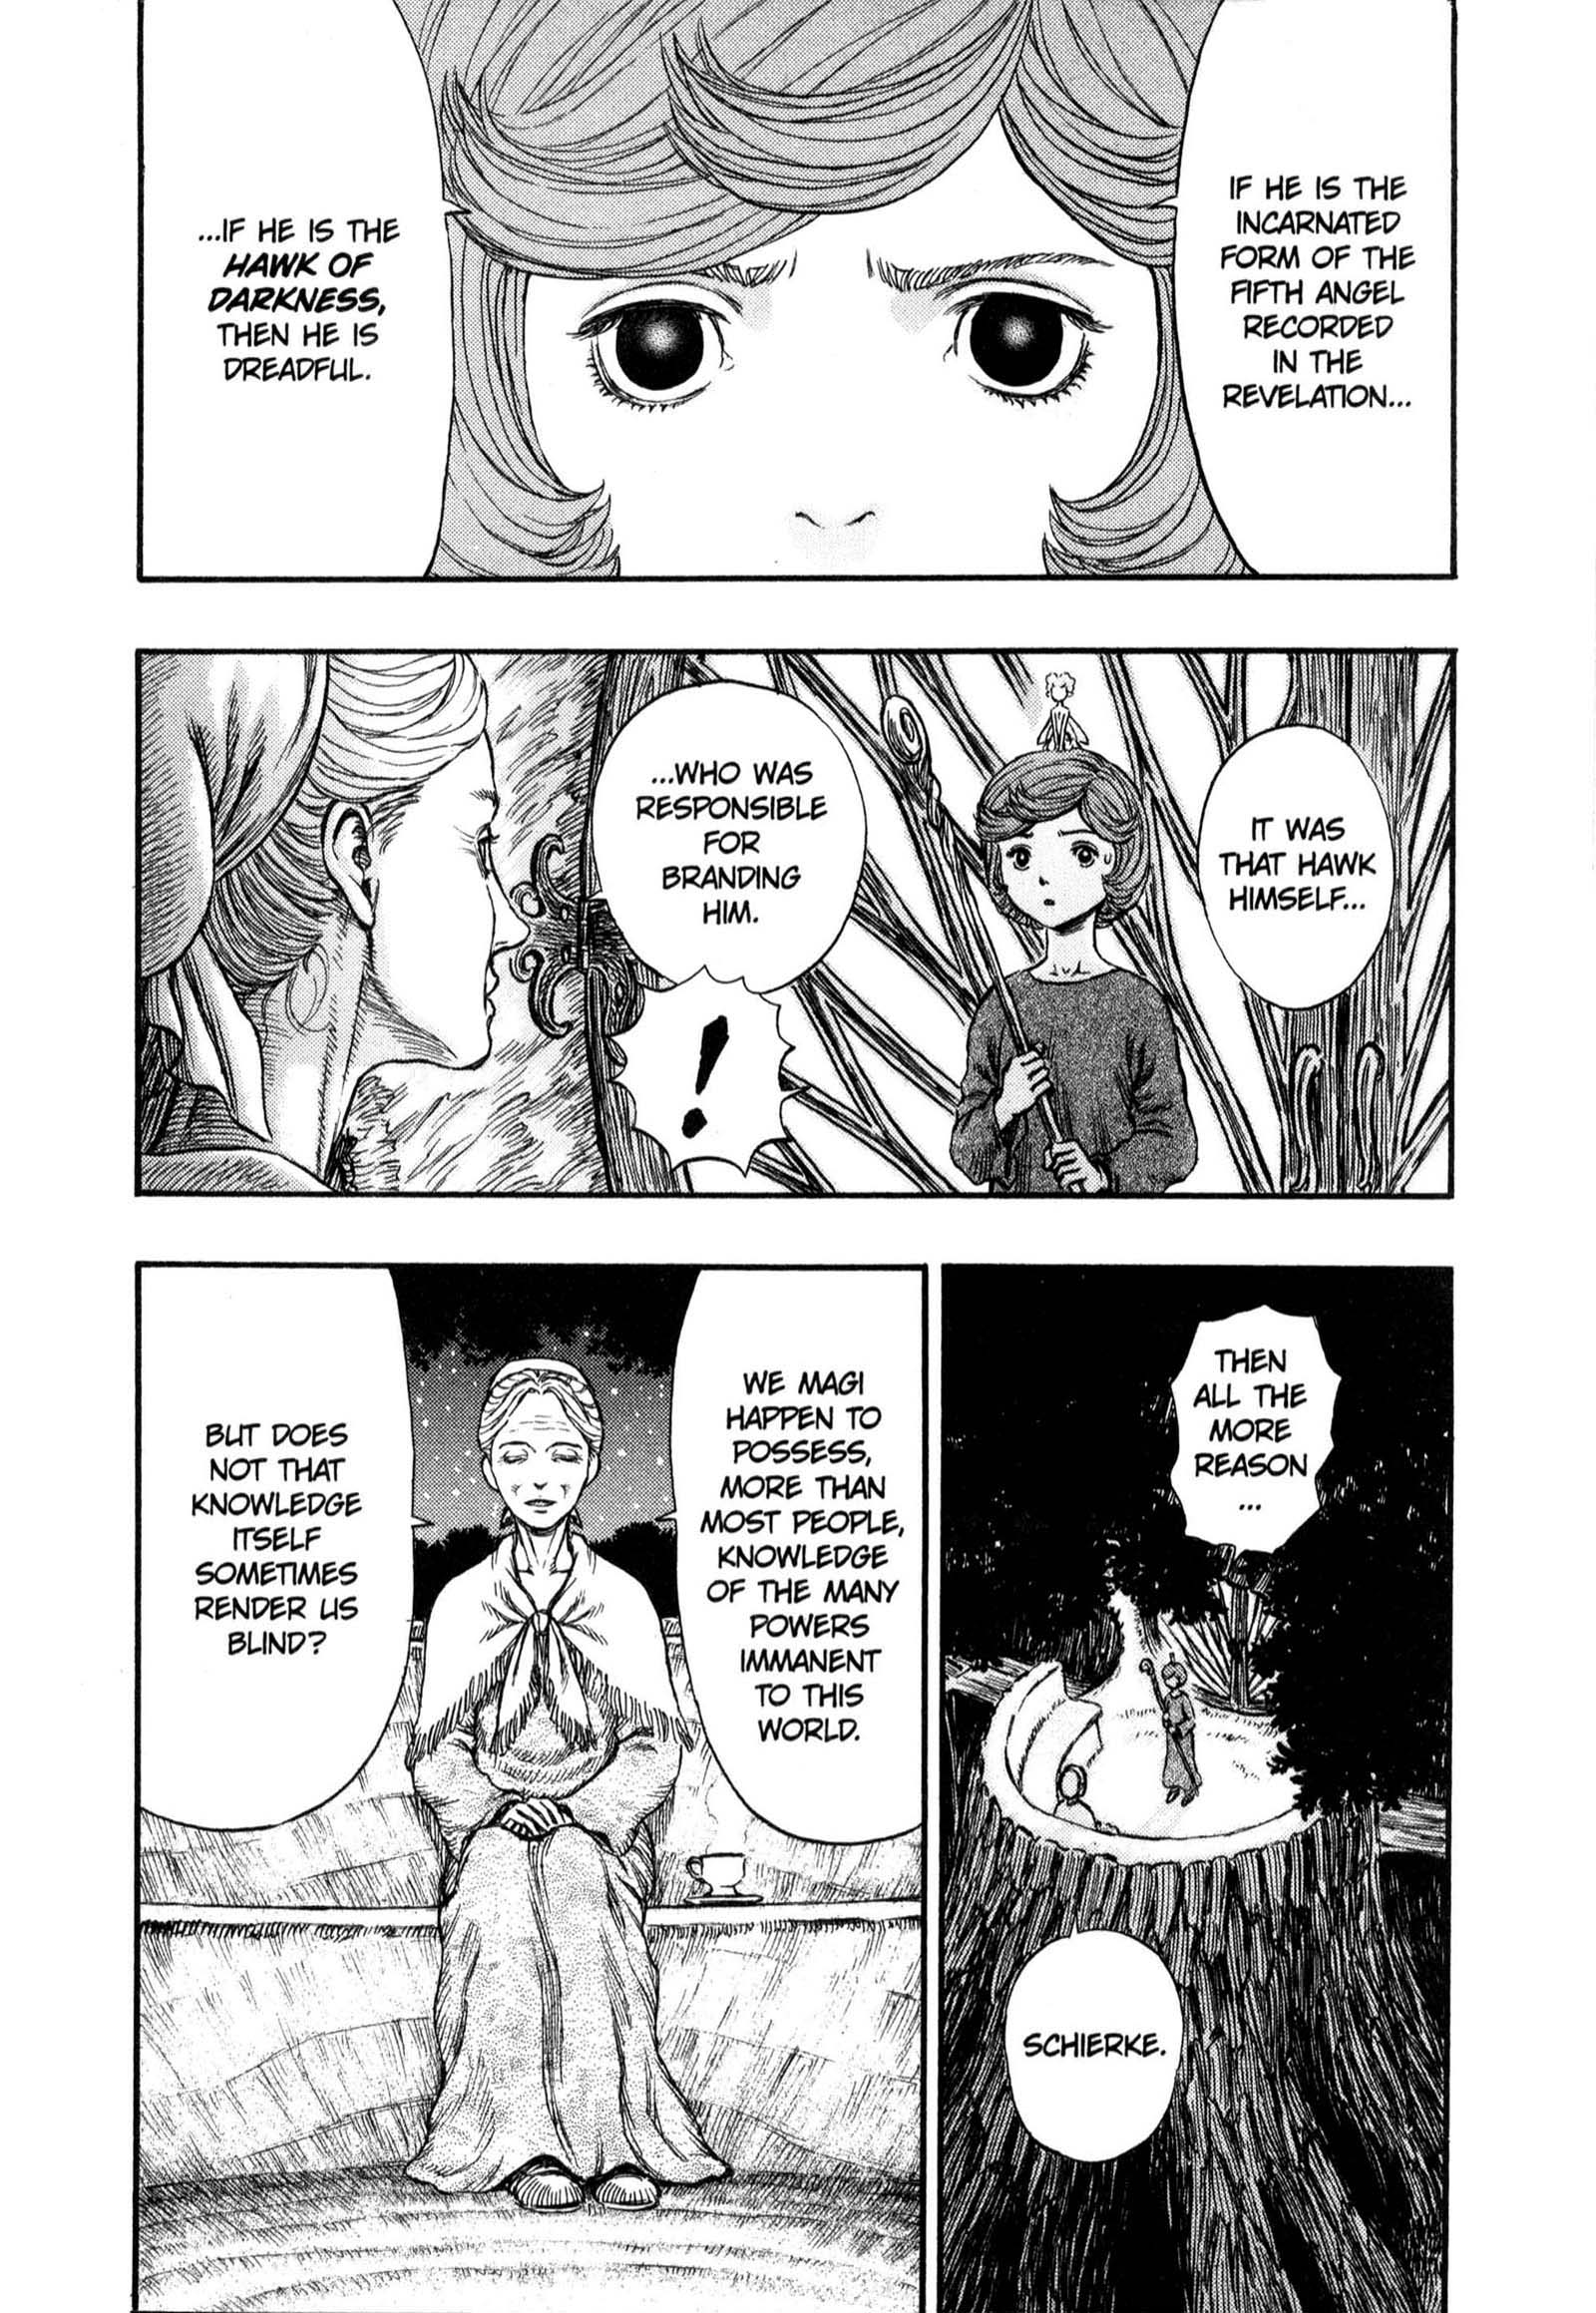 IF HE IS THE
INCARNATED
FORM OF THE
FIFTH ANGEL
RECORDED
IN THE
REVELATION...
...IF HE IS THE
HAWK OF
DARKNESS,
THEN HE IS
DREADFUL.
IT WAS
THAT HAWK
HIMSELF...
...WHO WAS
RESPONSIBLE
FOR
BRANDING
HIM.
!
THEN
ALL THE
MORE
REASON
...
SCHIERKE.
WE MAGI
HAPPEN TO
POSSESS,
MORE THAN
MOST PEOPLE,
KNOWLEDGE
OF THE MANY
POWERS
IMMANENT
TO THIS
WORLD.
BUT DOES
NOT THAT
KNOWLEDGE
ITSELF
SOMETIMES
RENDER US
BLIND?